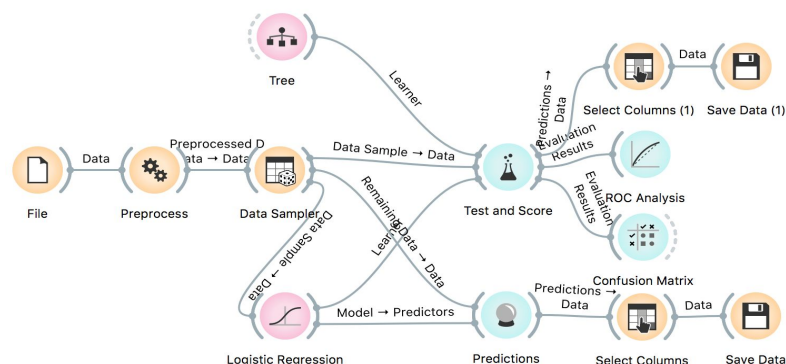 Tree
Learner
Predictions →
Data
Data
Select Columns (1)
Save Data (1)
Data
Preprocessed D
ata → Data
Data Sample → Data
Evaluation
Results
File
Preprocess
Data Sampler
Test and Score
ROC Analysis
Remaining Data → Data
Data Sample → Data
Learner
Evaluation
Results
Confusion Matrix
Model → Predictors
Predictions →
Data
Data
Logistic Regression
Predictions
Select Columns
Save Data